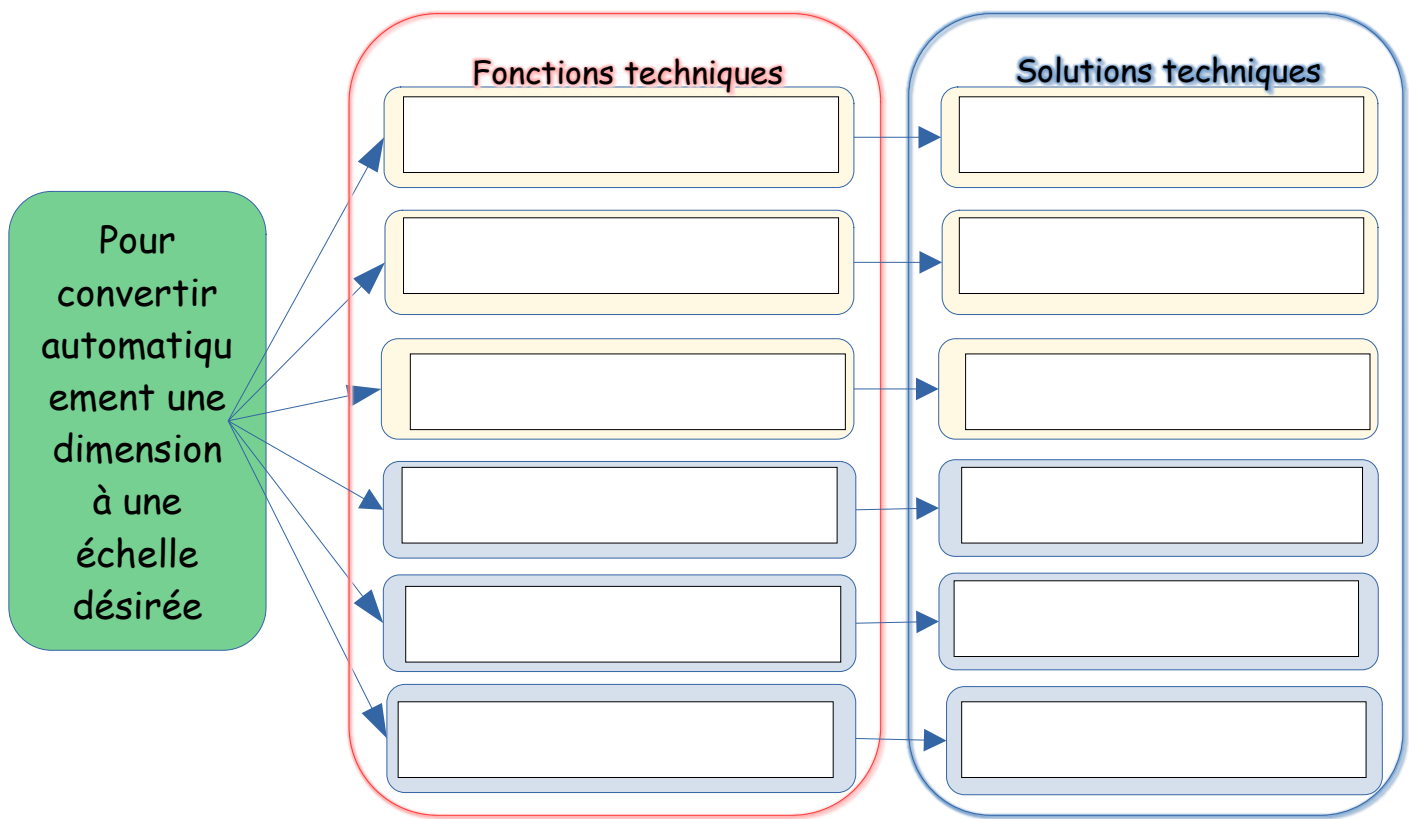 Fonctions techniques
Solutions techniques
Pour
convertir
automatiqu
ement une
dimension
à une
échelle
désirée